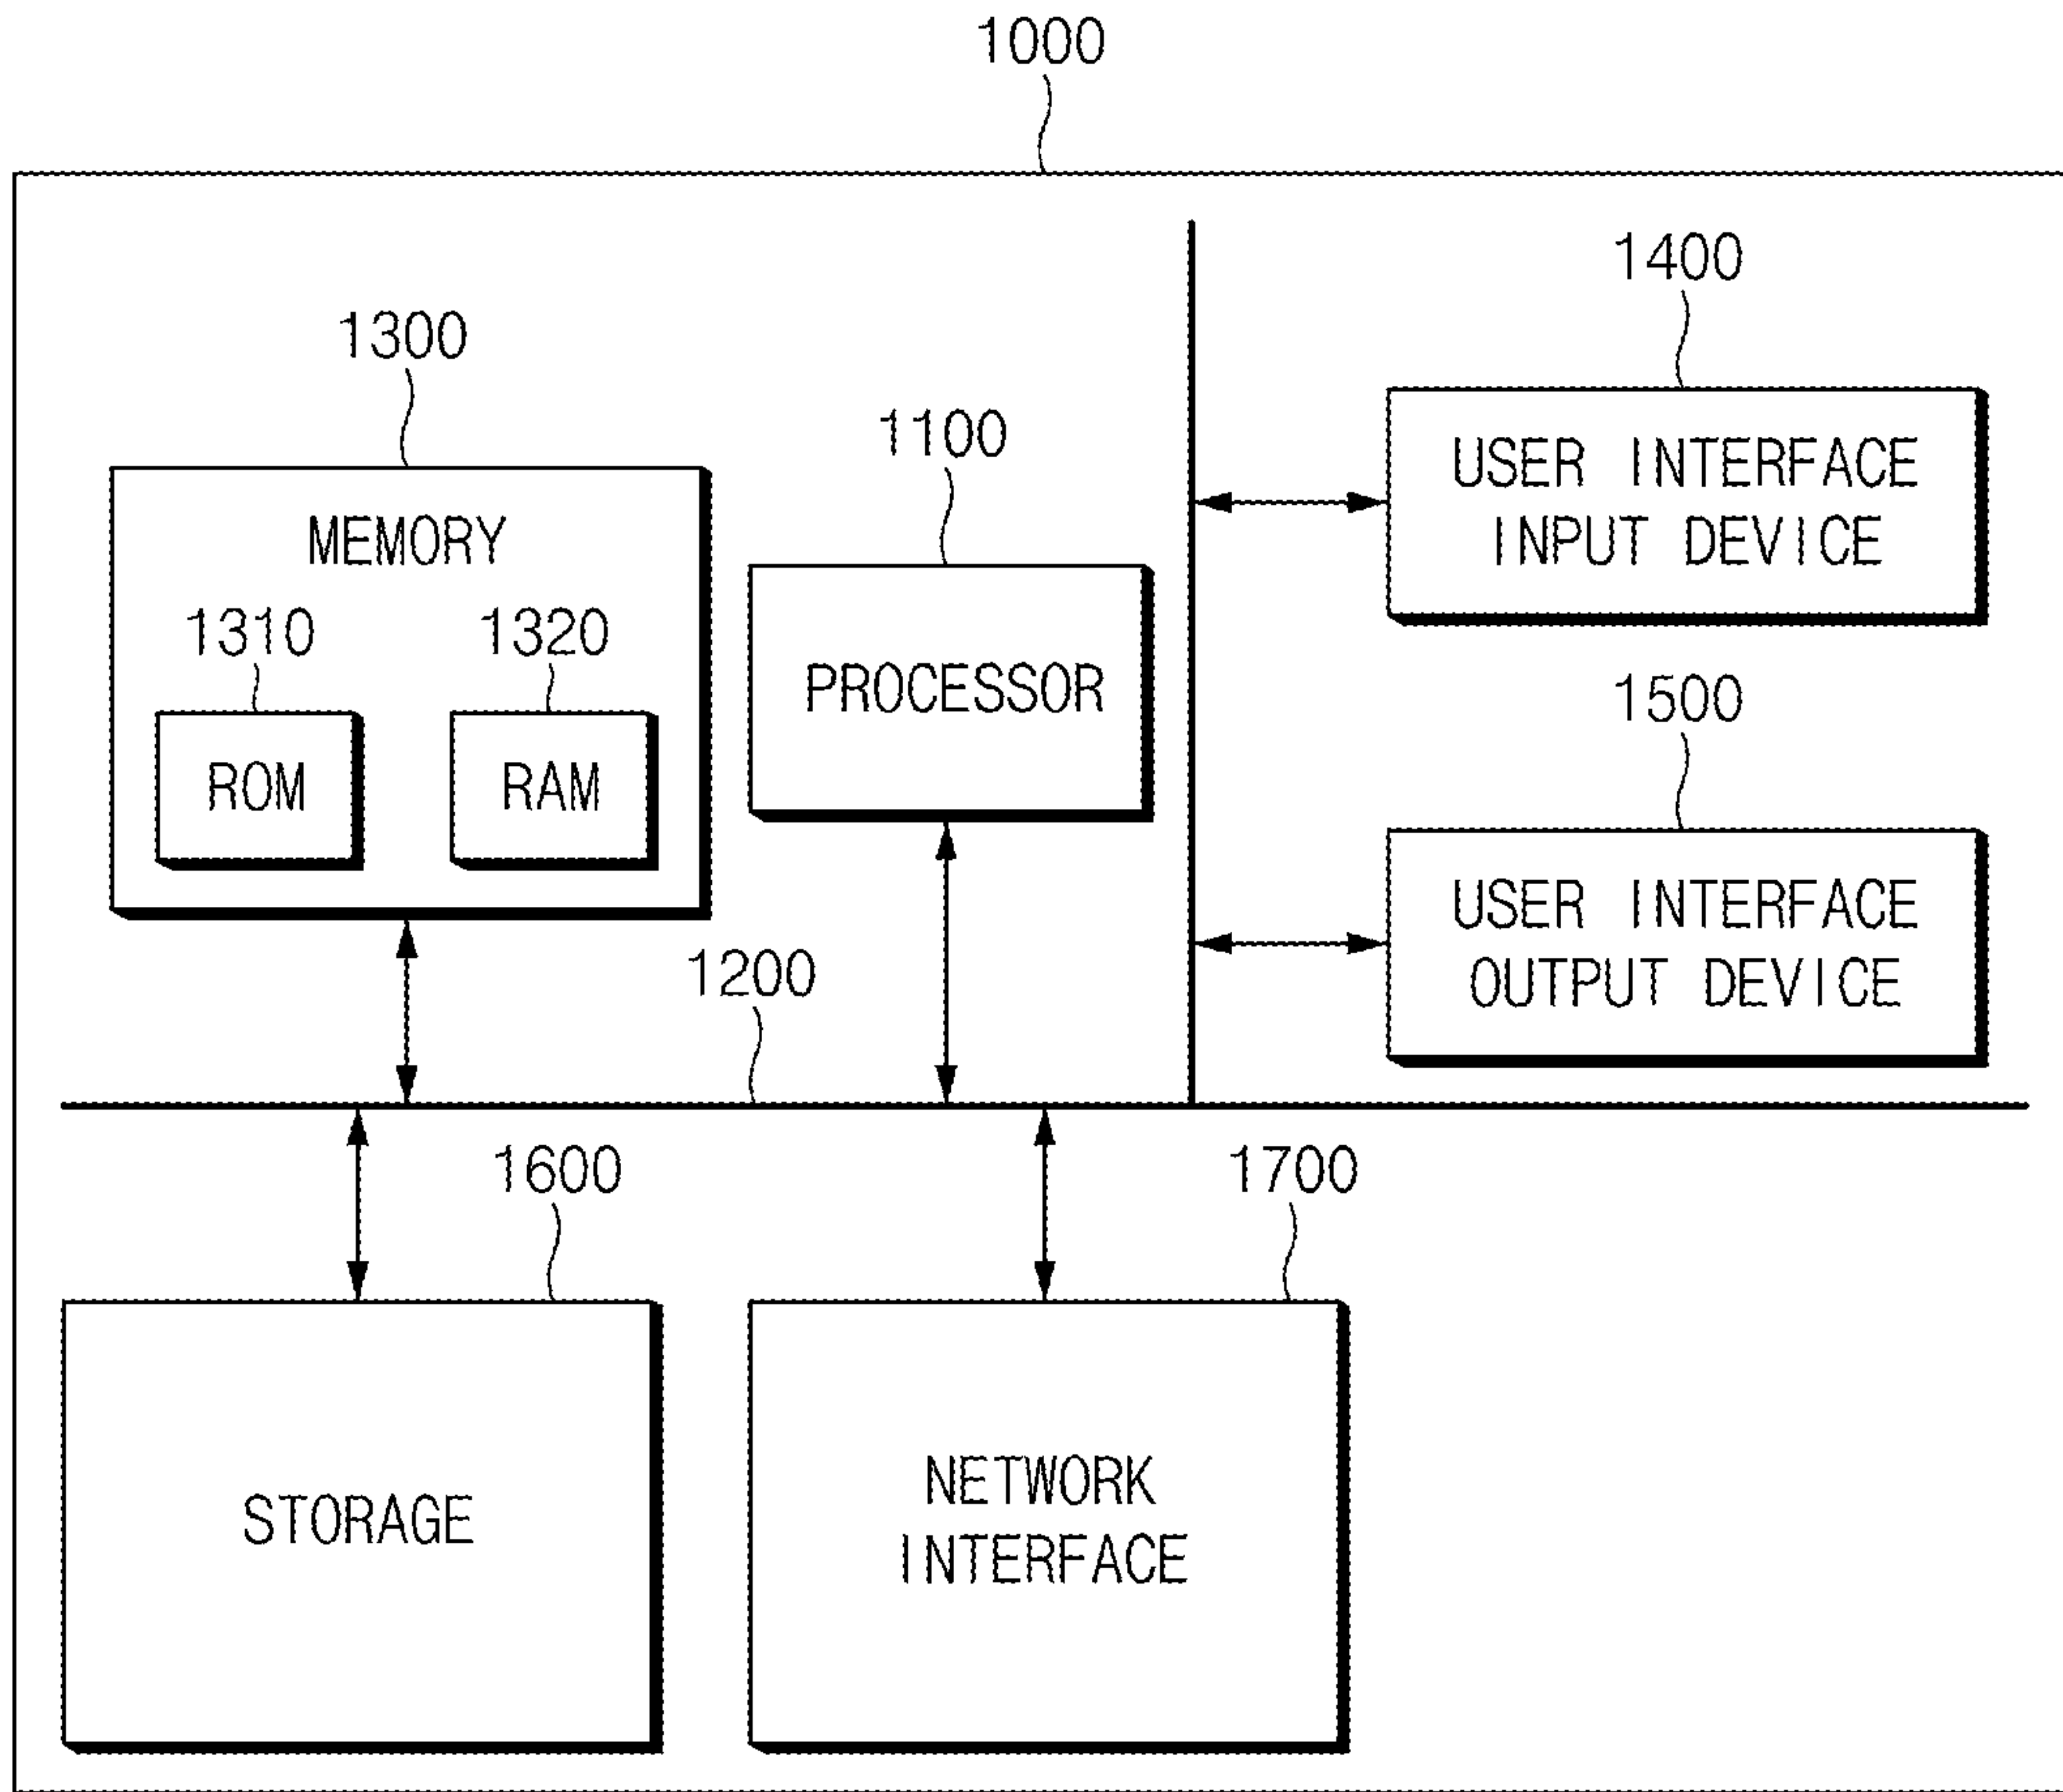 1000
1400
1300
1100
USER INTERFACE
INPUT DEVICE
MEMORY
1310
1320
PROCESSOR
1500
ROM
RAM
USER INTERFACE
OUTPUT DEVICE
1200
1600
1700
STORAGE
NETWORK
INTERFACE